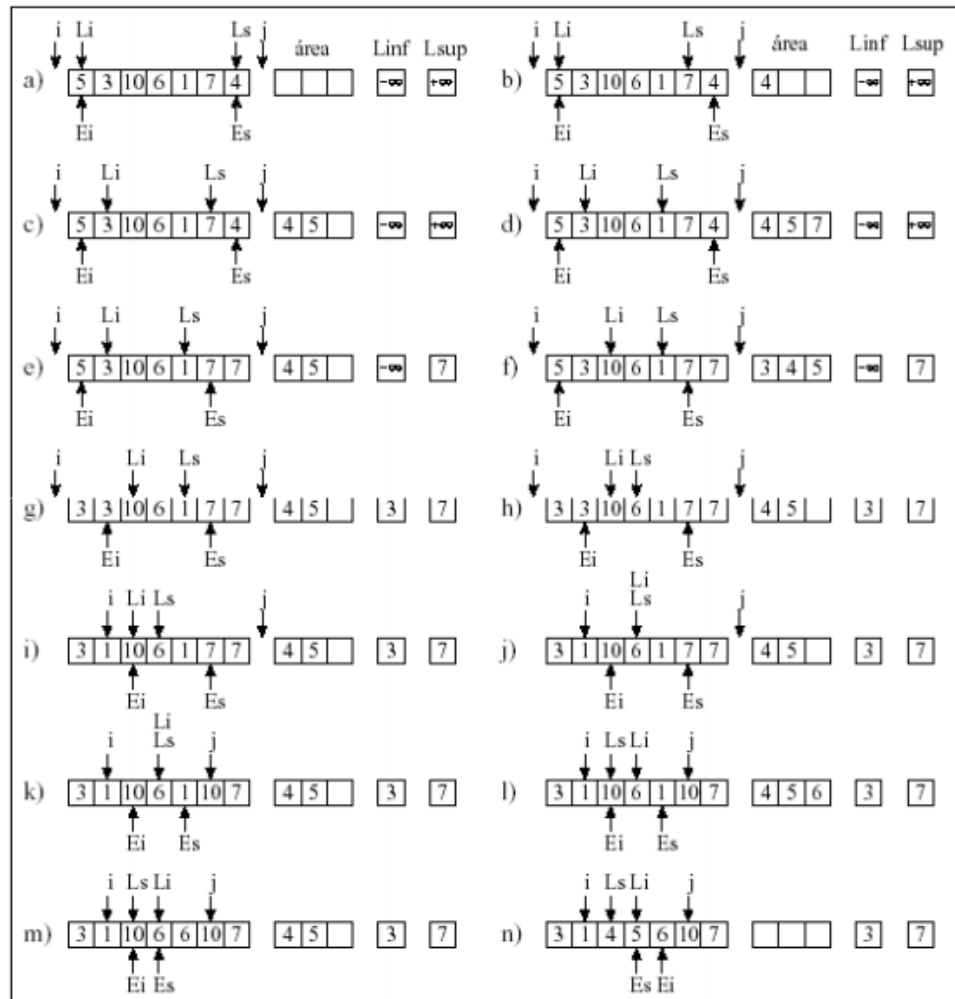 i Li Ls j área Linf Lsup i Li Ls j área Linf Lsup
a) 5 3 10 6 1 7 4 -∞ +∞ b) 5 3 10 6 1 7 4 4 -∞ +∞
Ei Es Ei Es
i Li Ls j i Li Ls j
c) 5 3 10 6 1 7 4 4 5 -∞ +∞ d) 5 3 10 6 1 7 4 4 5 7 -∞ +∞
Ei Es Ei Es
i Li Ls j i Li Ls j
e) 5 3 10 6 1 7 7 4 5 -∞ 7 f) 5 3 10 6 1 7 7 3 4 5 -∞ 7
Ei Es Ei Es
i Li Ls j i Li Ls j
g) 3 3 10 6 1 7 7 4 5 3 7 h) 3 3 10 6 1 7 7 4 5 3 7
Ei Es Ei Es
Li
i Li Ls j i Ls j
i) 3 1 10 6 1 7 7 4 5 3 7 j) 3 1 10 6 1 7 7 4 5 3 7
Ei Es Ei Es
Li
i Ls j i Ls Li j
k) 3 1 10 6 1 10 7 4 5 3 7 l) 3 1 10 6 1 10 7 4 5 6 3 7
Ei Es Ei Es
i Ls Li j i Ls Li j
m) 3 1 10 6 6 10 7 4 5 3 7 n) 3 1 4 5 6 10 7 3 7
Ei Es Es Ei